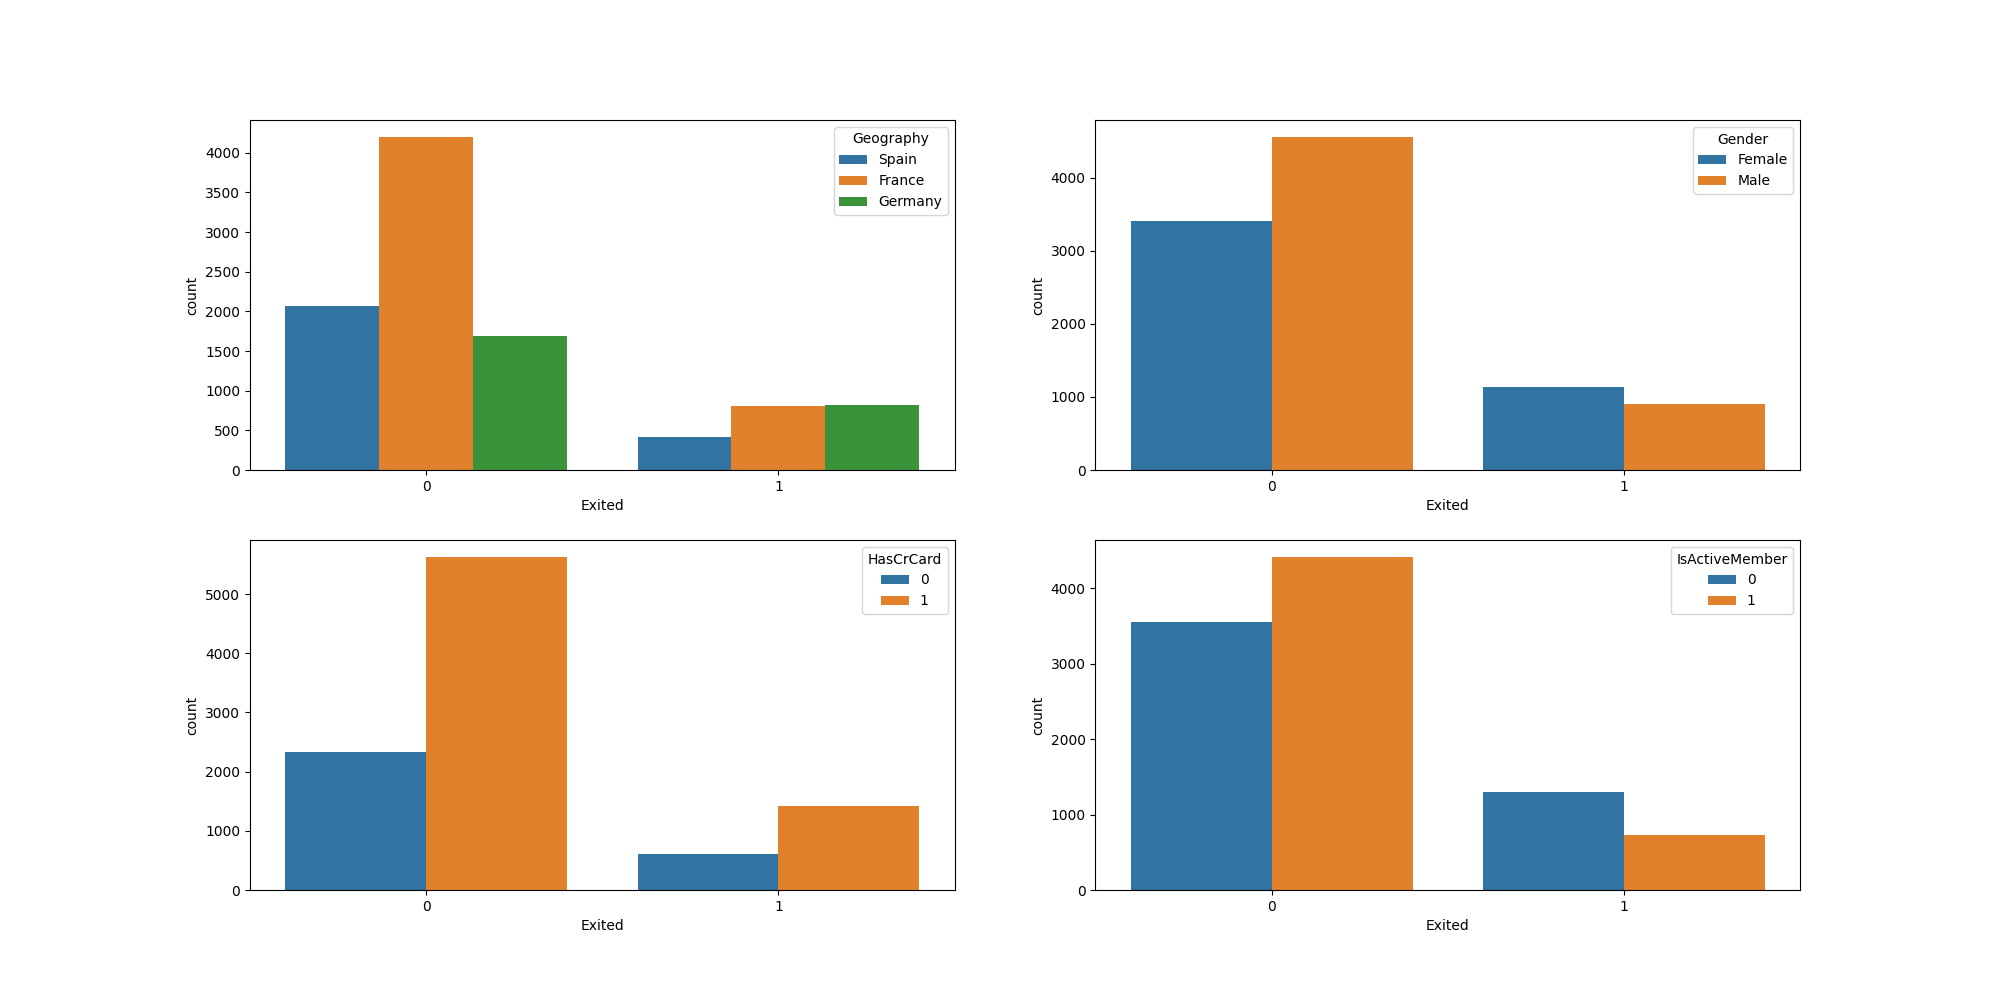 Geography
Spain
France
Germany
4000
3500
3000
2500
2000
1500
1000
500
0
count
0 1
Exited
Gender
Female
Male
4000
3000
2000
1000
0
count
0 1
Exited
HasCrCard
0
1
5000
4000
3000
2000
1000
0
count
0 1
Exited
IsActiveMember
0
1
4000
3000
2000
1000
0
count
0 1
Exited